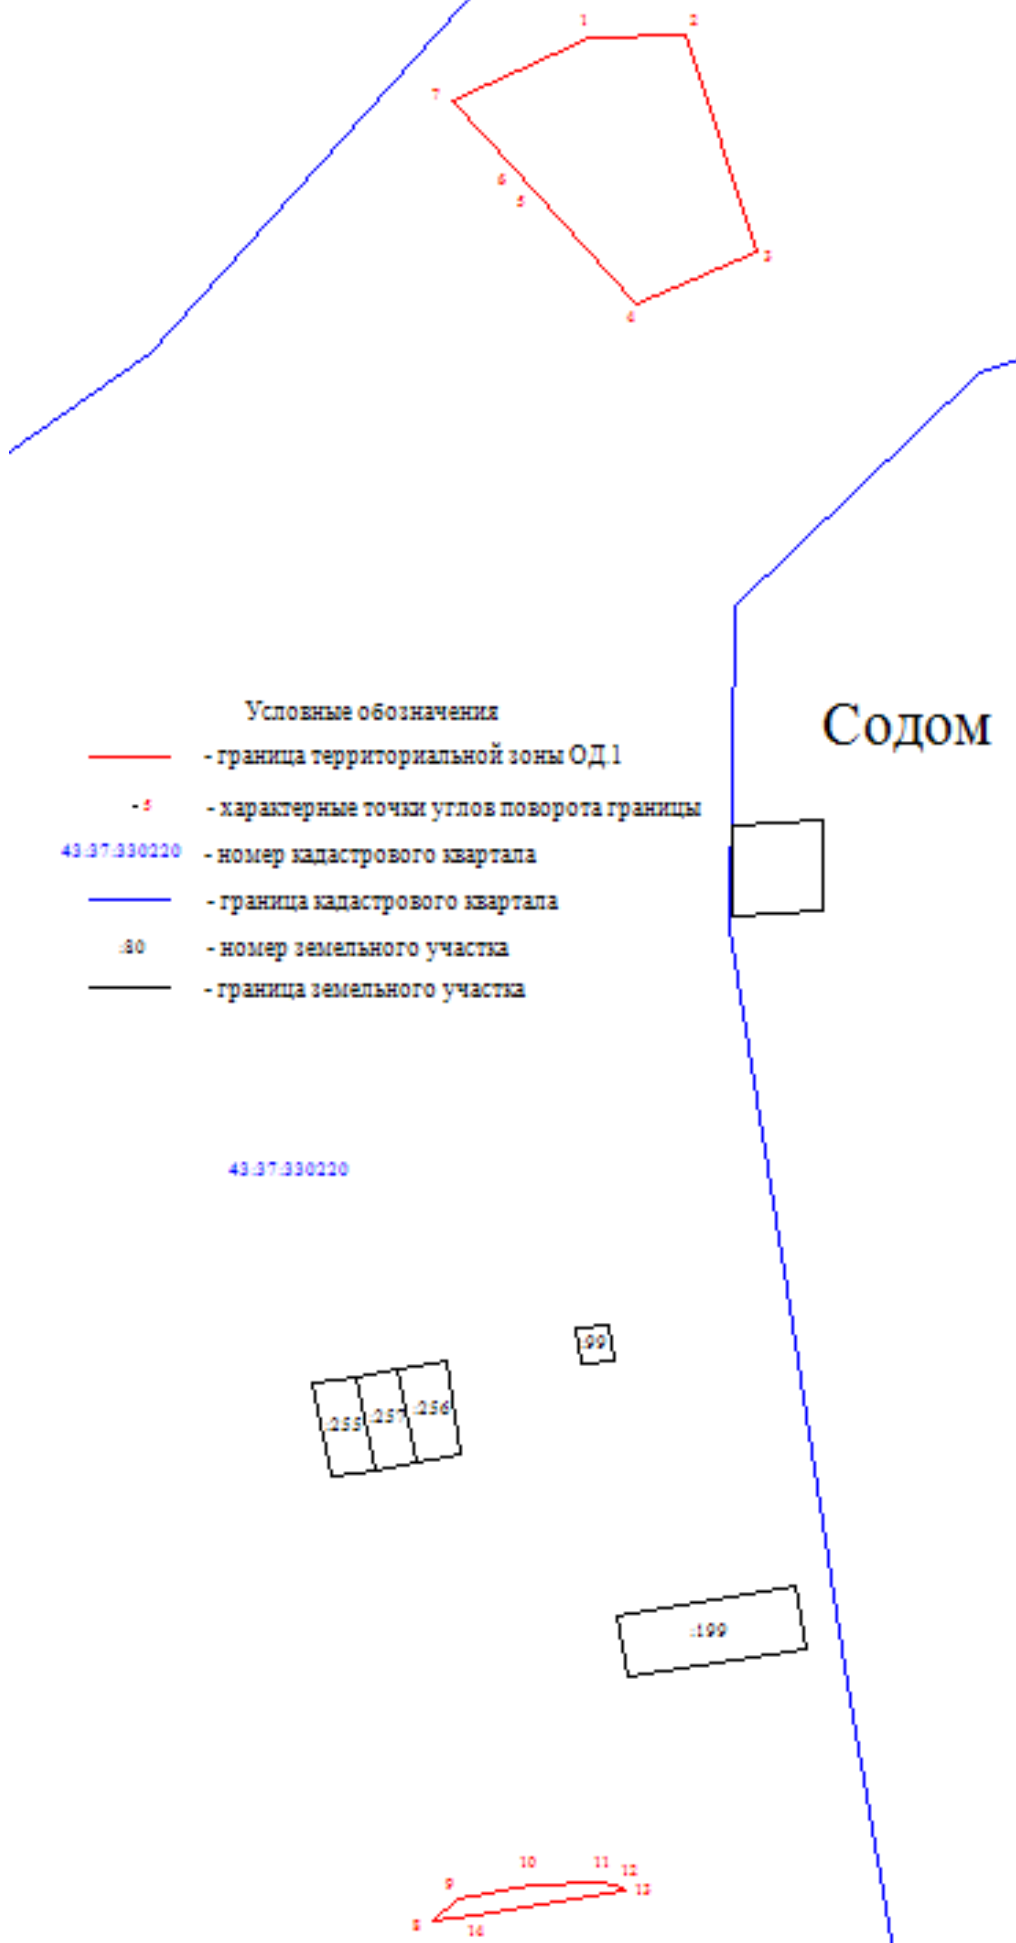 1
2
7
6
5
3
4
Содом
Условные обозначения
- граница территориальной зоны ОД.1
- 5 - характерные точки углов поворота границы
43:37:330220 - номер кадастрового квартала
- граница кадастрового квартала
:80 - номер земельного участка
- граница земельного участка
43:37:330220
:99
:255 :257 :256
:199
10 11 12
9 13
8 14